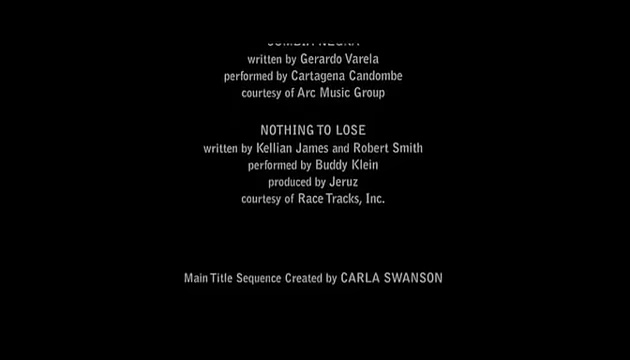 written by Gerardo Varela
performed by Cartagena Candombe
courtesy of Arc Music Group
NOTHING TO LOSE
written by Kellian James and Robert Smith
performed by Buddy Klein
produced by Jeruz
courtesy of Race Tracks, Inc.
Main Title Sequence Created by CARLA SWANSON